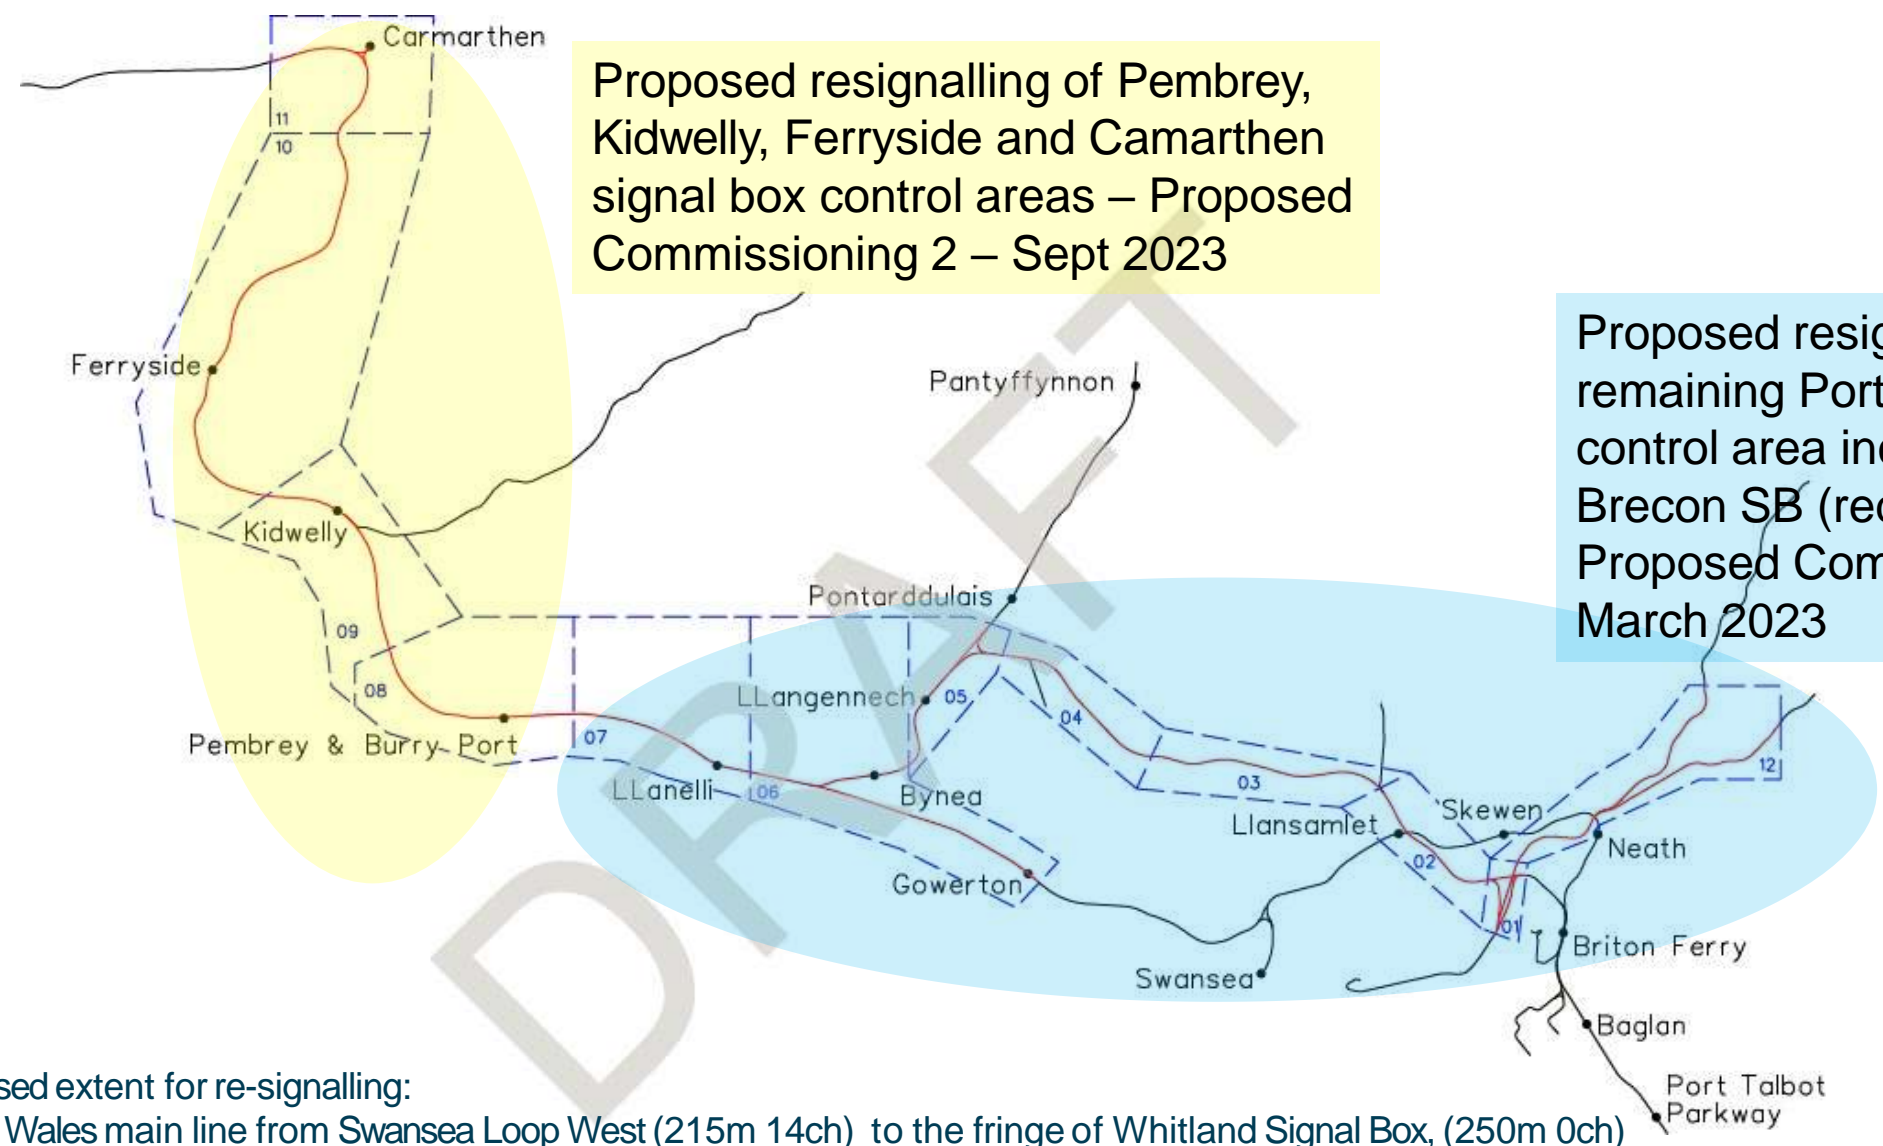 Carmarthen
Proposed resignalling of Pembrey,
Kidwelly, Ferryside and Camarthen
signal box control areas – Proposed
Commissioning 2 – Sept 2023
11
10
Proposed resig
remaining Port
control area inc
Brecon SB (rec
Proposed Com
March 2023
Ferryside
Pantyffynnon
Kidwelly
Pontarddulais
09
08
LLangennech
05
04
Pembrey & Burry Port
07
LLanelli
06
Bynea
03
12
Skewen
Llansamlet
02
Neath
Gowerton
01
Briton Ferry
Swansea
Baglan
Port Talbot
Parkway
DRAFT
sed extent for re-signalling:
Wales main line from Swansea Loop West (215m 14ch) to the fringe of Whitland Signal Box, (250m 0ch)